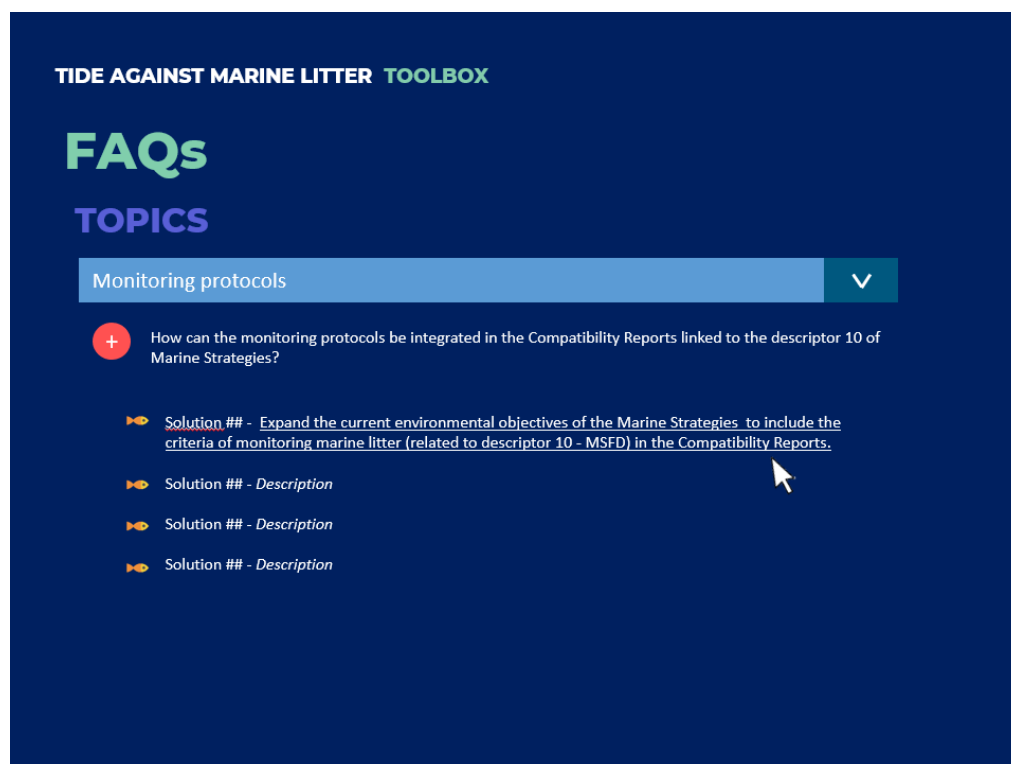 TIDE AGAINST MARINE LITTER TOOLBOX
FAQs
TOPICS
Monitoring protocols
How can the monitoring protocols be integrated in the Compatibility Reports linked to the descriptor 10 of
Marine Strategies?
Solution ## - Expand the current environmental objectives of the Marine Strategies to include the
criteria of monitoring marine litter (related to descriptor 10 - MSFD) in the Compatibility Reports.
Solution ## - Description
Solution ## - Description
Solution ## - Description